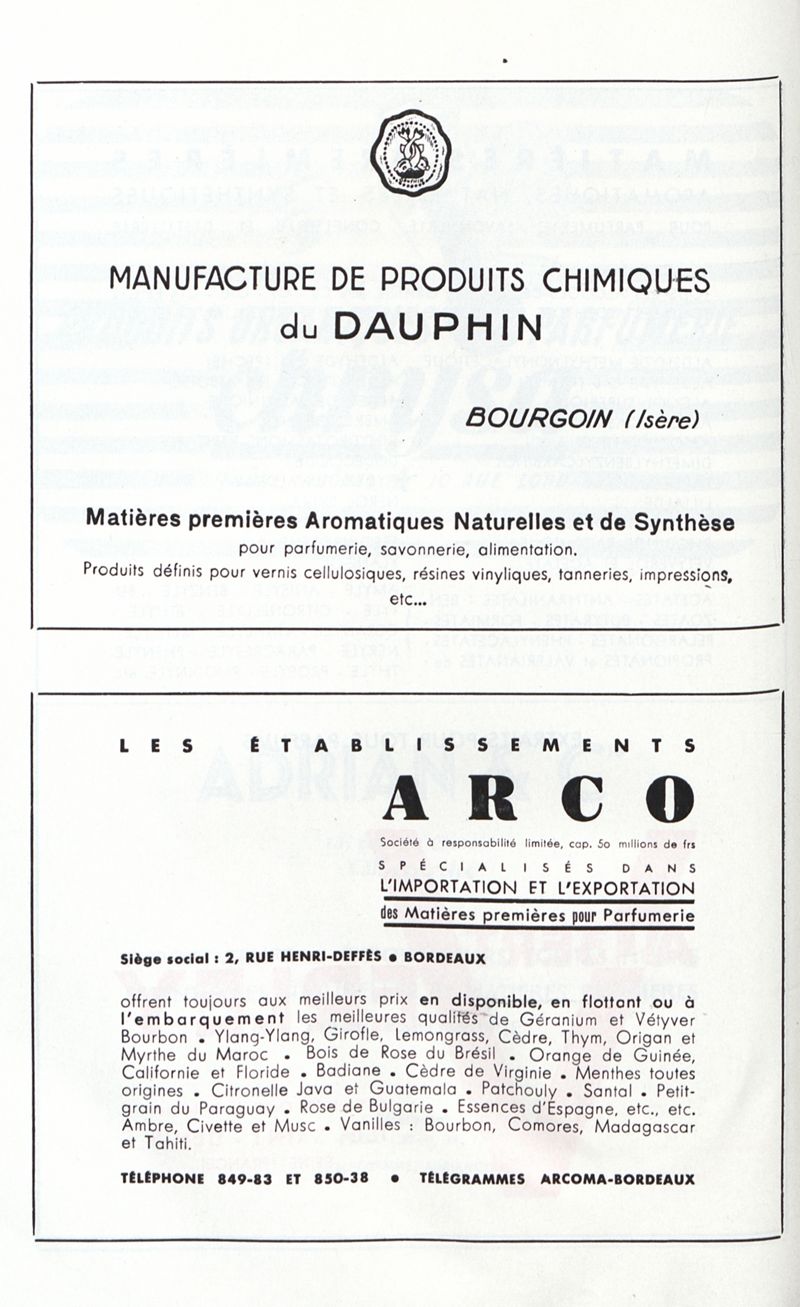 MANUFACTURE DE PRODUITS CHIMIQUES
du DAUPHIN
BOURGOIN (Isère)
Matières premières Aromatiques Naturelles et de Synthèse
pour parfumerie, savonnerie, alimentation.
Produits définis pour vernis cellulosiques, résines vinyliques, tanneries, impressions,
etc...
LES ÉTABLISSEMENTS
ARCO
Société à responsabilité limitée, cap. 50 millions de frs
SPÉCIALISÉS DANS
L'IMPORTATION ET L'EXPORTATION
des Matières premières pour Parfumerie
Siège social : 2, RUE HENRI-DEFFÈS • BORDEAUX
offrent toujours aux meilleurs prix en disponible, en flottant ou à
l'embarquement les meilleures qualités de Géranium et Vétyver
Bourbon • Ylang-Ylang, Girofle, Lemongrass, Cèdre, Thym, Origan et
Myrthe du Maroc • Bois de Rose du Brésil • Orange de Guinée,
Californie et Floride • Badiane • Cèdre de Virginie • Menthes toutes
origines • Citronelle Java et Guatemala • Patchouly • Santal • Petit-
grain du Paraguay • Rose de Bulgarie • Essences d'Espagne, etc., etc.
Ambre, Civette et Musc • Vanilles : Bourbon, Comores, Madagascar
et Tahiti.
TÉLÉPHONE 849-83 ET 850-38 • TÉLÉGRAMMES ARCOMA-BORDEAUX